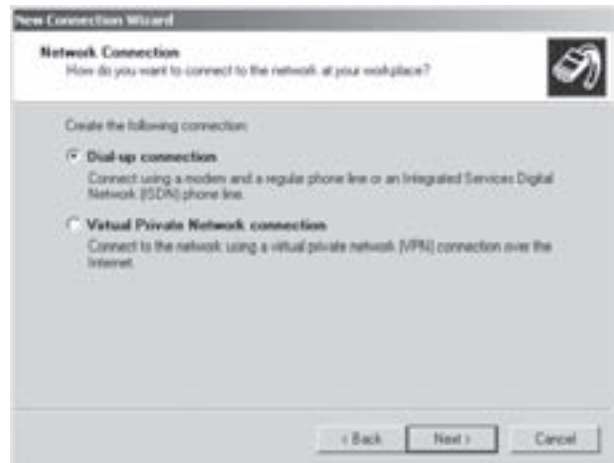 New Connection Wizard
Network Connection
How do you want to connect to the network at your workplace?
Create the following connection:
Dial-up connection
Connect using a modem and a regular phone line or an Integrated Services Digital
Network (ISDN) phone line.
Virtual Private Network connection
Connect to the network using a virtual private network (VPN) connection over the
Internet.
< Back
Next >
Cancel